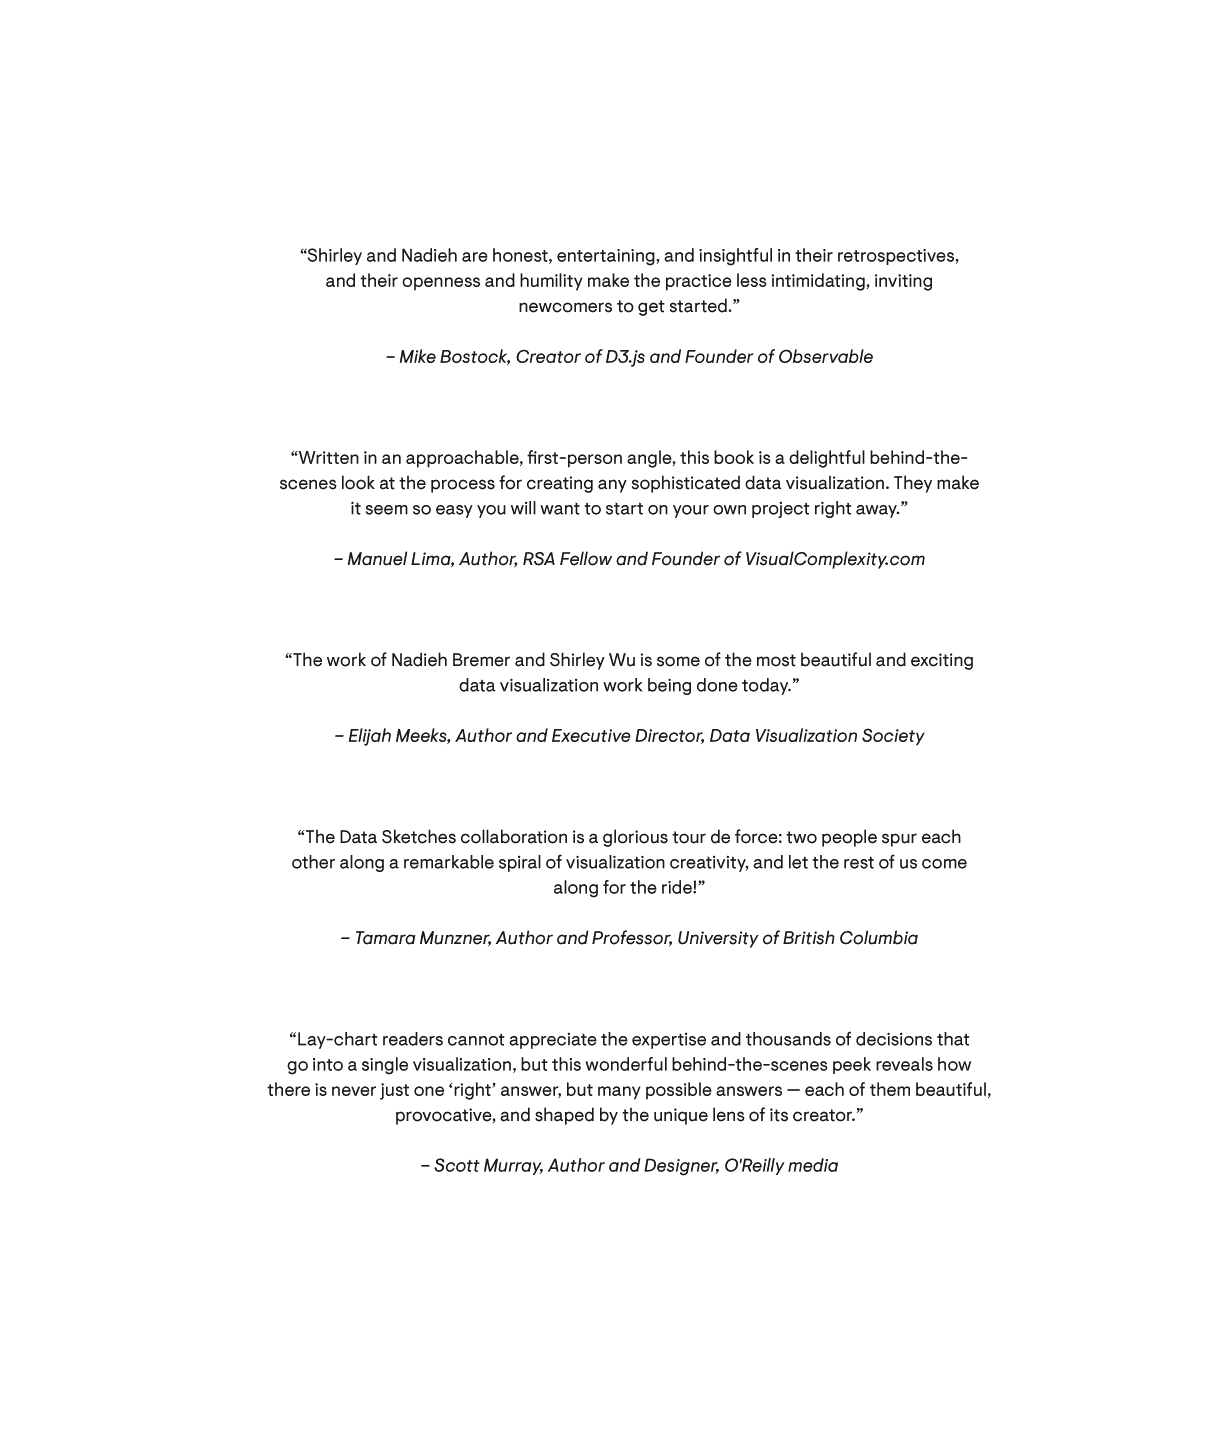 “Shirley and Nadieh are honest, entertaining, and insightful in their retrospectives,
and their openness and humility make the practice less intimidating, inviting
newcomers to get started.”
– Mike Bostock, Creator of D3.js and Founder of Observable
“Written in an approachable, first-person angle, this book is a delightful behind-the-
scenes look at the process for creating any sophisticated data visualization. They make
it seem so easy you will want to start on your own project right away.”
– Manuel Lima, Author, RSA Fellow and Founder of VisualComplexity.com
“The work of Nadieh Bremer and Shirley Wu is some of the most beautiful and exciting
data visualization work being done today.”
– Elijah Meeks, Author and Executive Director, Data Visualization Society
“The Data Sketches collaboration is a glorious tour de force: two people spur each
other along a remarkable spiral of visualization creativity, and let the rest of us come
along for the ride!”
– Tamara Munzner, Author and Professor, University of British Columbia
“Lay-chart readers cannot appreciate the expertise and thousands of decisions that
go into a single visualization, but this wonderful behind-the-scenes peek reveals how
there is never just one ‘right’ answer, but many possible answers — each of them beautiful,
provocative, and shaped by the unique lens of its creator.”
– Scott Murray, Author and Designer, O'Reilly media